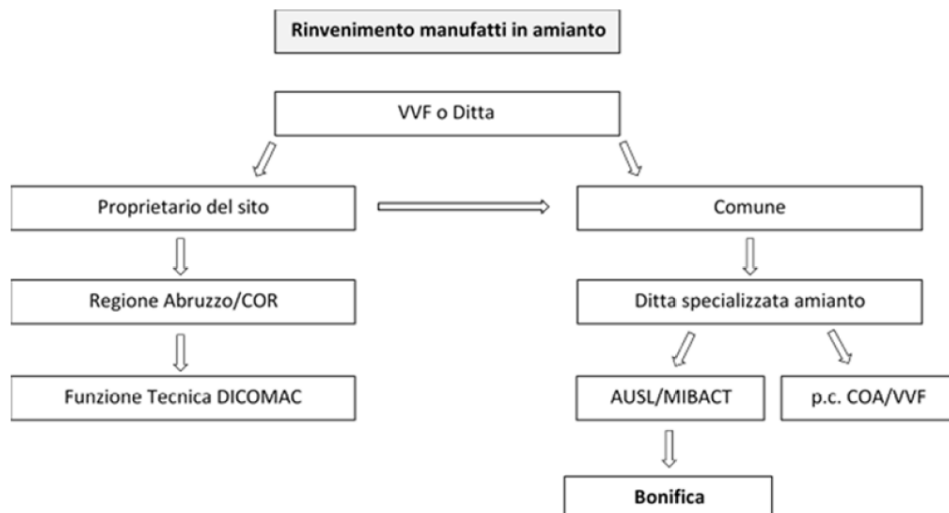 Rinvenimento manufatti in amianto
VVF o Ditta
Proprietario del sito
Comune
Regione Abruzzo/COR
Ditta specializzata amianto
Funzione Tecnica DICOMAC
AUSL/MIBACT
p.c. COA/VVF
Bonifica